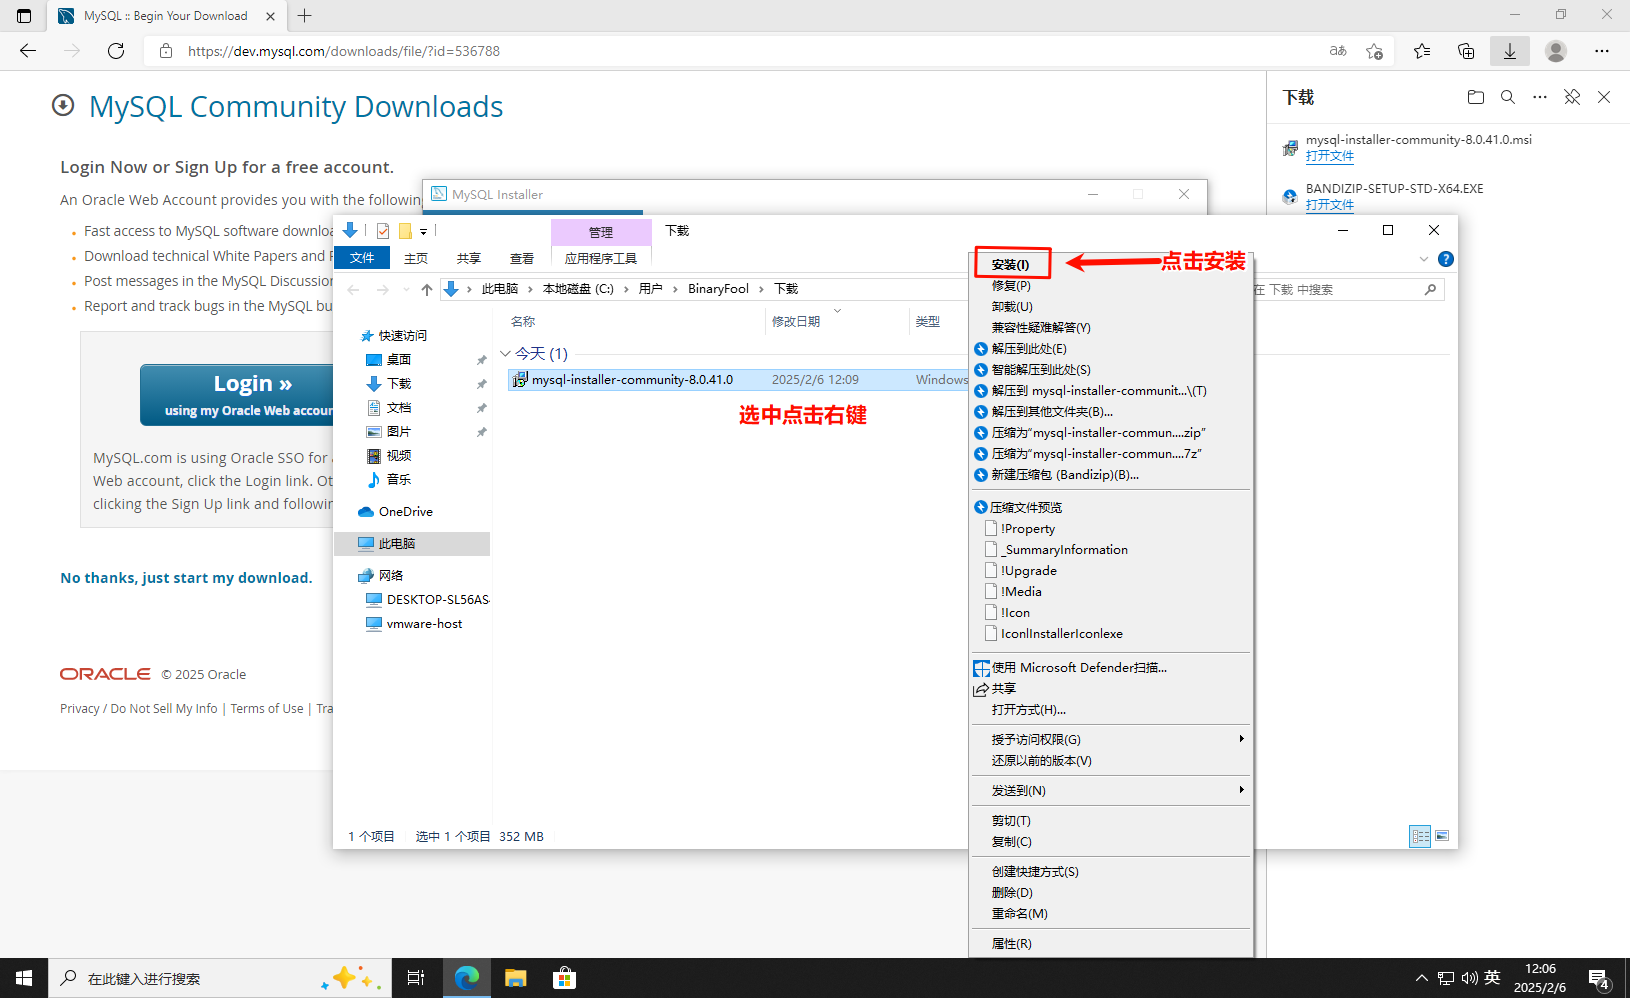 MySQL :: Begin Your Download
https://dev.mysql.com/downloads/file/?id=536788
aあ
MySQL Community Downloads
Login Now or Sign Up for a free account.
An Oracle Web Account provides you with the following
Fast access to MySQL software downloa
Download technical White Papers and P
Post messages in the MySQL Discussion
Report and track bugs in the MySQL bu
Login »
using my Oracle Web accoun
MySQL.com is using Oracle SSO for a
Web account, click the Login link. Ot
clicking the Sign Up link and followin
No thanks, just start my download.
ORACLE © 2025 Oracle
Privacy / Do Not Sell My Info | Terms of Use | Tra
下载
mysql-installer-community-8.0.41.0.msi
打开文件
BANDIZIP-SETUP-STD-X64.EXE
打开文件
MySQL Installer
管理
下载
文件
主页
共享
查看
应用程序工具
此电脑 › 本地磁盘 (C:) › 用户 › BinaryFool › 下载
在 下载 中搜索
名称
修改日期
类型
快速访问
桌面
下载
文档
图片
视频
音乐
OneDrive
此电脑
网络
DESKTOP-SL56AS
vmware-host
今天 (1)
mysql-installer-community-8.0.41.0
2025/2/6 12:09
Windows
选中点击右键
1 个项目
选中 1 个项目 352 MB
安装(I)
点击安装
修复(P)
卸载(U)
兼容性疑难解答(Y)
解压到此处(E)
智能解压到此处(S)
解压到 mysql-installer-communit...\(T)
解压到其他文件夹(B)...
压缩为"mysql-installer-commun....zip"
压缩为"mysql-installer-commun....7z"
新建压缩包 (Bandizip)(B)...
压缩文件预览
!Property
_SummaryInformation
!Upgrade
!Media
!Icon
IconlInstallerIconlexe
使用 Microsoft Defender扫描...
共享
打开方式(H)...
授予访问权限(G)
还原以前的版本(V)
发送到(N)
剪切(T)
复制(C)
创建快捷方式(S)
删除(D)
重命名(M)
属性(R)
在此键入进行搜索
英
12:06
2025/2/6
4